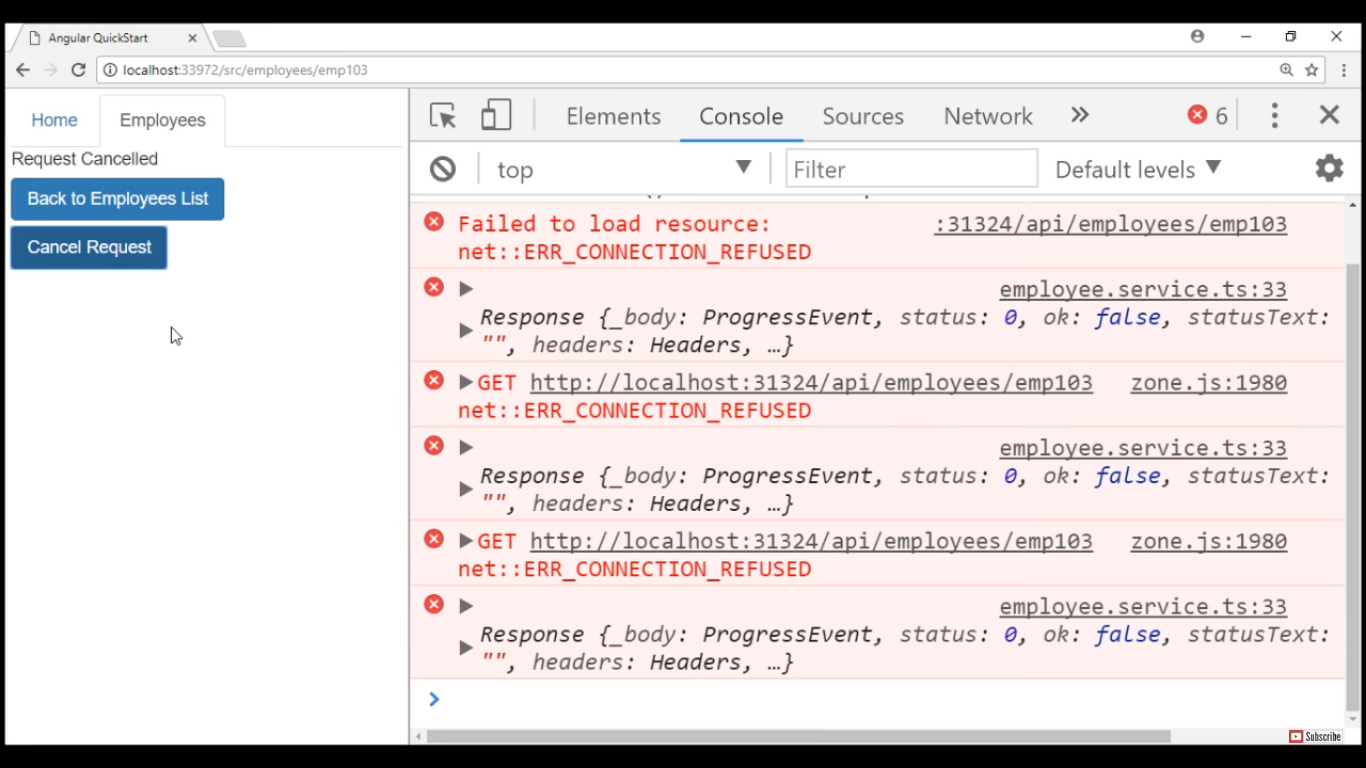 Angular QuickStart
localhost:33972/src/employees/emp103
Home Employees
Request Cancelled
Back to Employees List
Cancel Request
Elements Console Sources Network 6
top Filter Default levels
Failed to load resource: :31324/api/employees/emp103
net::ERR_CONNECTION_REFUSED
employee.service.ts:33
Response {_body: ProgressEvent, status: 0, ok: false, statusText:
"", headers: Headers, …}
GET http://localhost:31324/api/employees/emp103 zone.js:1980
net::ERR_CONNECTION_REFUSED
employee.service.ts:33
Response {_body: ProgressEvent, status: 0, ok: false, statusText:
"", headers: Headers, …}
GET http://localhost:31324/api/employees/emp103 zone.js:1980
net::ERR_CONNECTION_REFUSED
employee.service.ts:33
Response {_body: ProgressEvent, status: 0, ok: false, statusText:
"", headers: Headers, …}
Subscribe